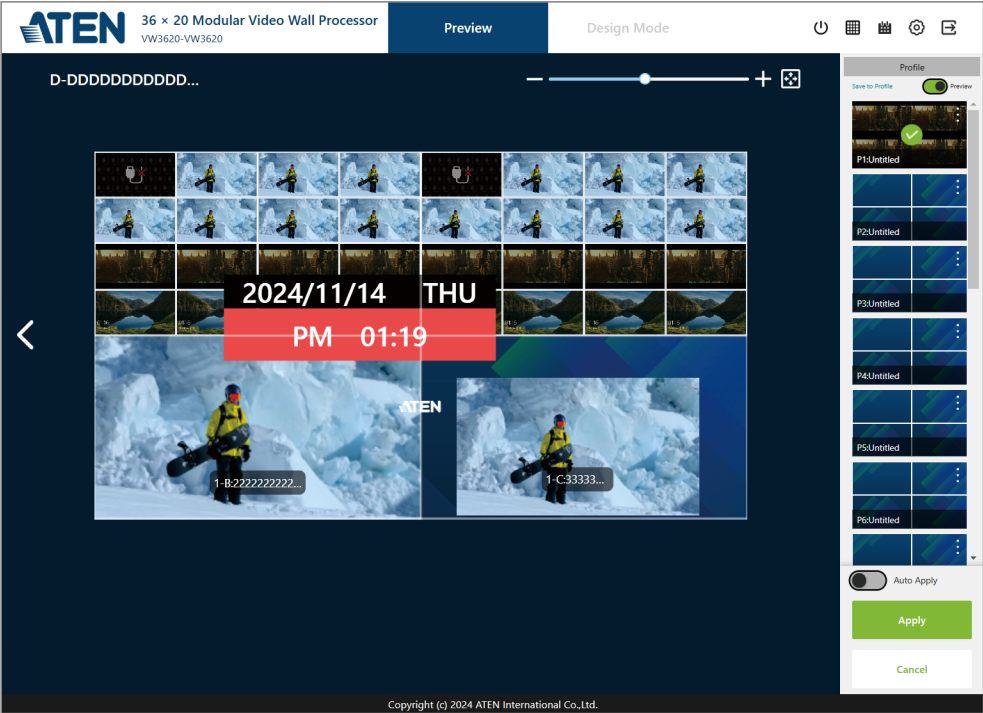 ATEN
36 × 20 Modular Video Wall Processor
VW3620-VW3620
Preview
Design Mode
D-DDDDDDDDDDD...
2024/11/14 THU
PM 01:19
ATEN
1-B:2222222222...
1-C:33333...
Profile
Save to Profile
Preview
P1:Untitled
P2:Untitled
P3:Untitled
P4:Untitled
P5:Untitled
P6:Untitled
Auto Apply
Apply
Cancel
Copyright (c) 2024 ATEN International Co.,Ltd.